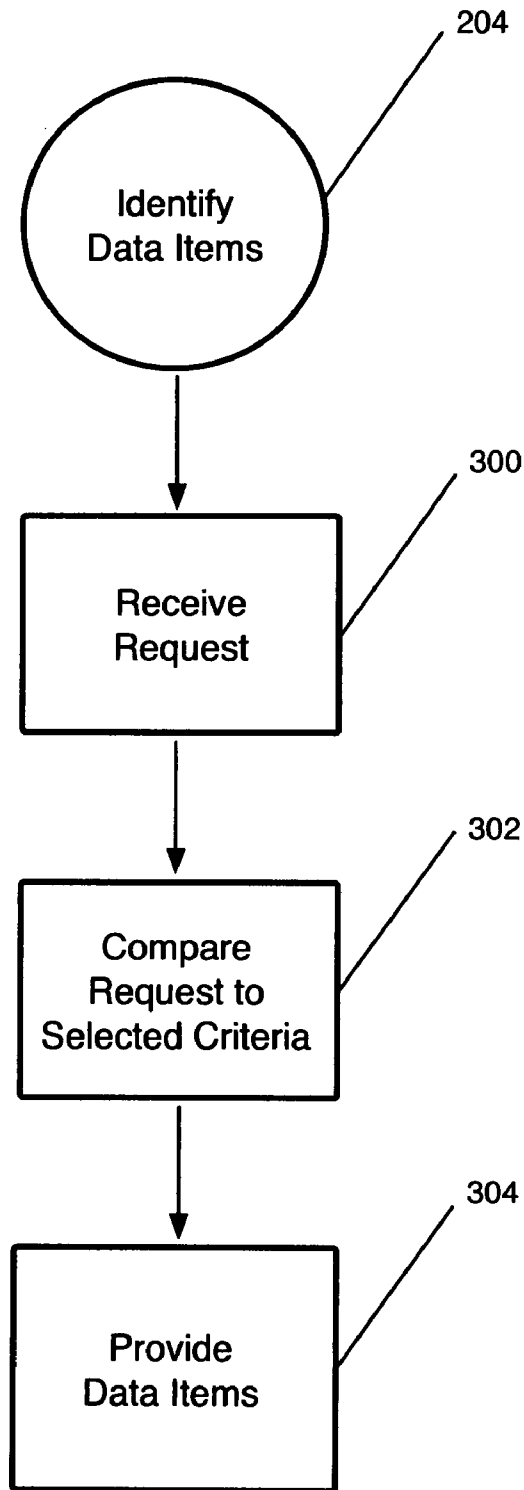 204
Identify
Data Items
300
Receive
Request
302
Compare
Request to
Selected Criteria
304
Provide
Data Items